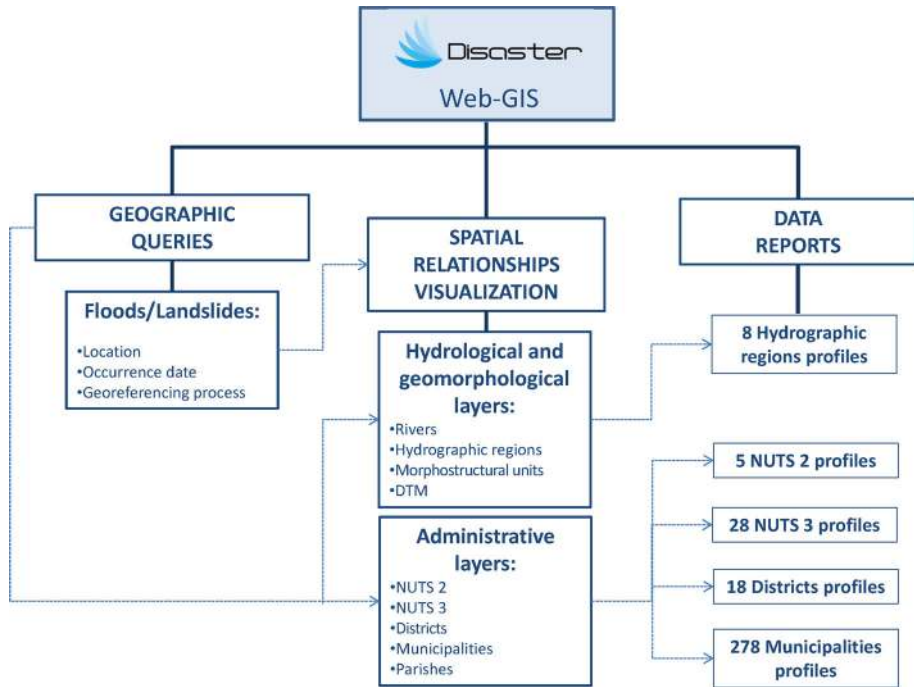 Disaster
Web-GIS
GEOGRAPHIC
QUERIES
Floods/Landslides:
•Location
•Occurrence date
•Georeferencing process
SPATIAL
RELATIONSHIPS
VISUALIZATION
Hydrological and
geomorphological
layers:
•Rivers
•Hydrographic regions
•Morphostructural units
•DTM
Administrative
layers:
•NUTS 2
•NUTS 3
•Districts
•Municipalities
•Parishes
DATA
REPORTS
8 Hydrographic
regions profiles
5 NUTS 2 profiles
28 NUTS 3 profiles
18 Districts profiles
278 Municipalities
profiles